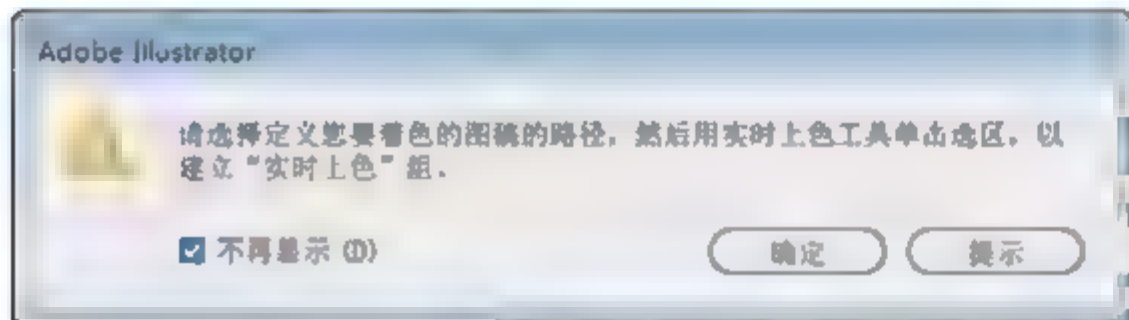 Adobe Illustrator
请选择定义您要着色的图稿的路径，然后用实时上色工具单击选区，以
建立“实时上色”组。
不再显示 (D)
确定
提示